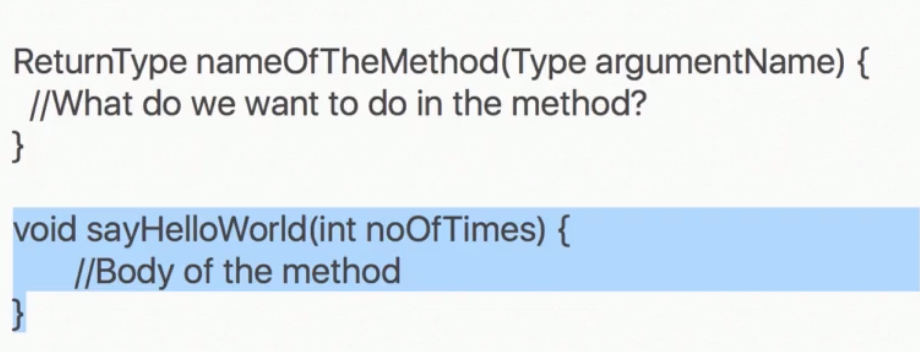 ReturnType nameOfTheMethod(Type argumentName) {
//What do we want to do in the method?
}
void sayHelloWorld(int noOfTimes) {
//Body of the method
}